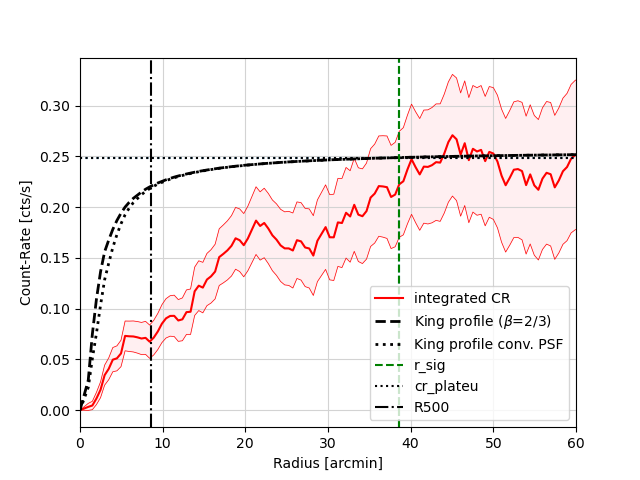 0.30
0.25
0.20
0.15
0.10
0.05
0.00
Count-Rate [cts/s]
integrated CR
King profile (β=2/3)
King profile conv. PSF
r_sig
cr_plateu
R500
0 10 20 30 40 50 60
Radius [arcmin]